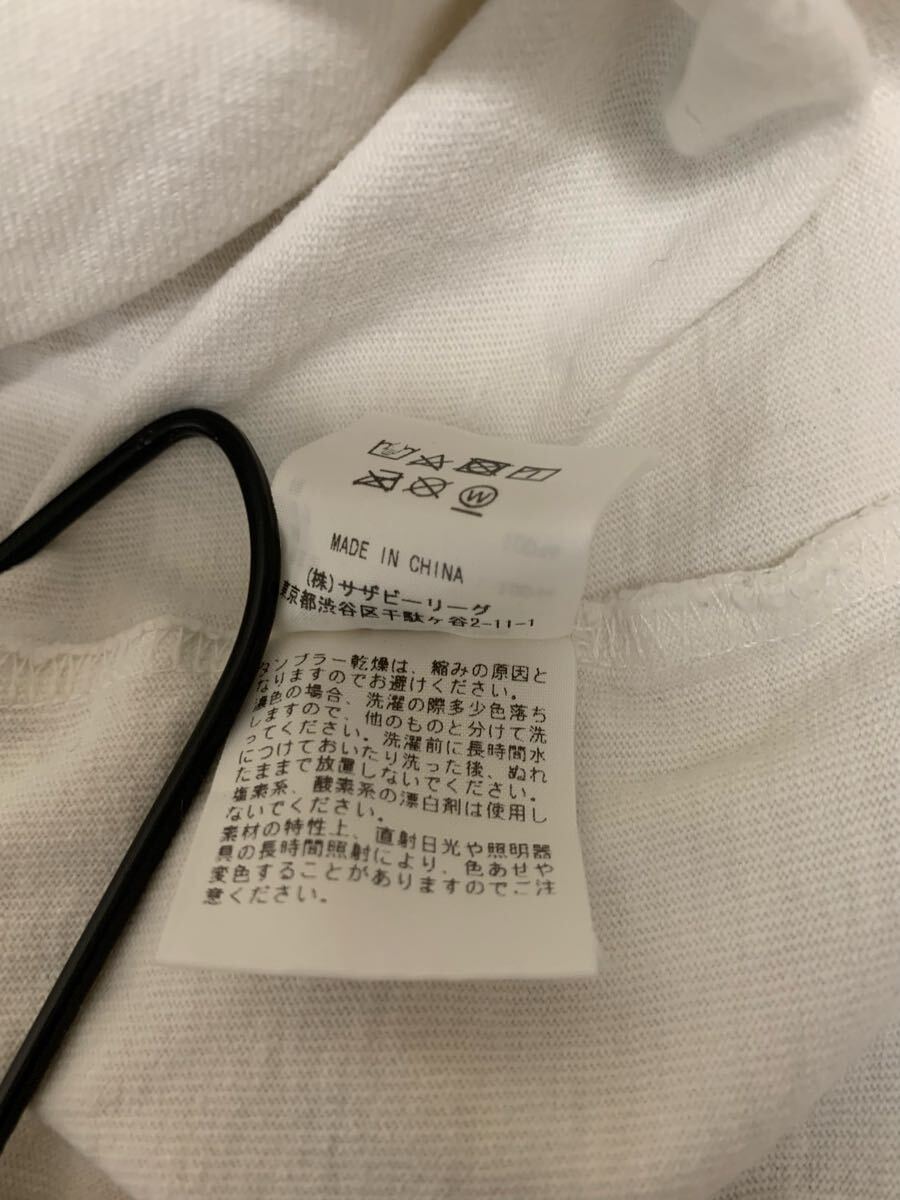 MADE IN CHINA
(株)サザビーリーグ
東京都渋谷区千駄ヶ谷2-11-1
タンブラー乾燥は、縮みの原因と
なりますのでお避けください。
濃色の場合、洗濯の際多少色落ち
しますので、他のものと分けて洗
ってください。洗濯前に長時間水
につけておいたり洗った後、ぬれ
たままで放置しないでください。
塩素系、酸素系の漂白剤は使用し
ないでください。
素材の特性上、直射日光や照明器
具の長時間照射により、色あせや
変色することがありますのでご注
意ください。